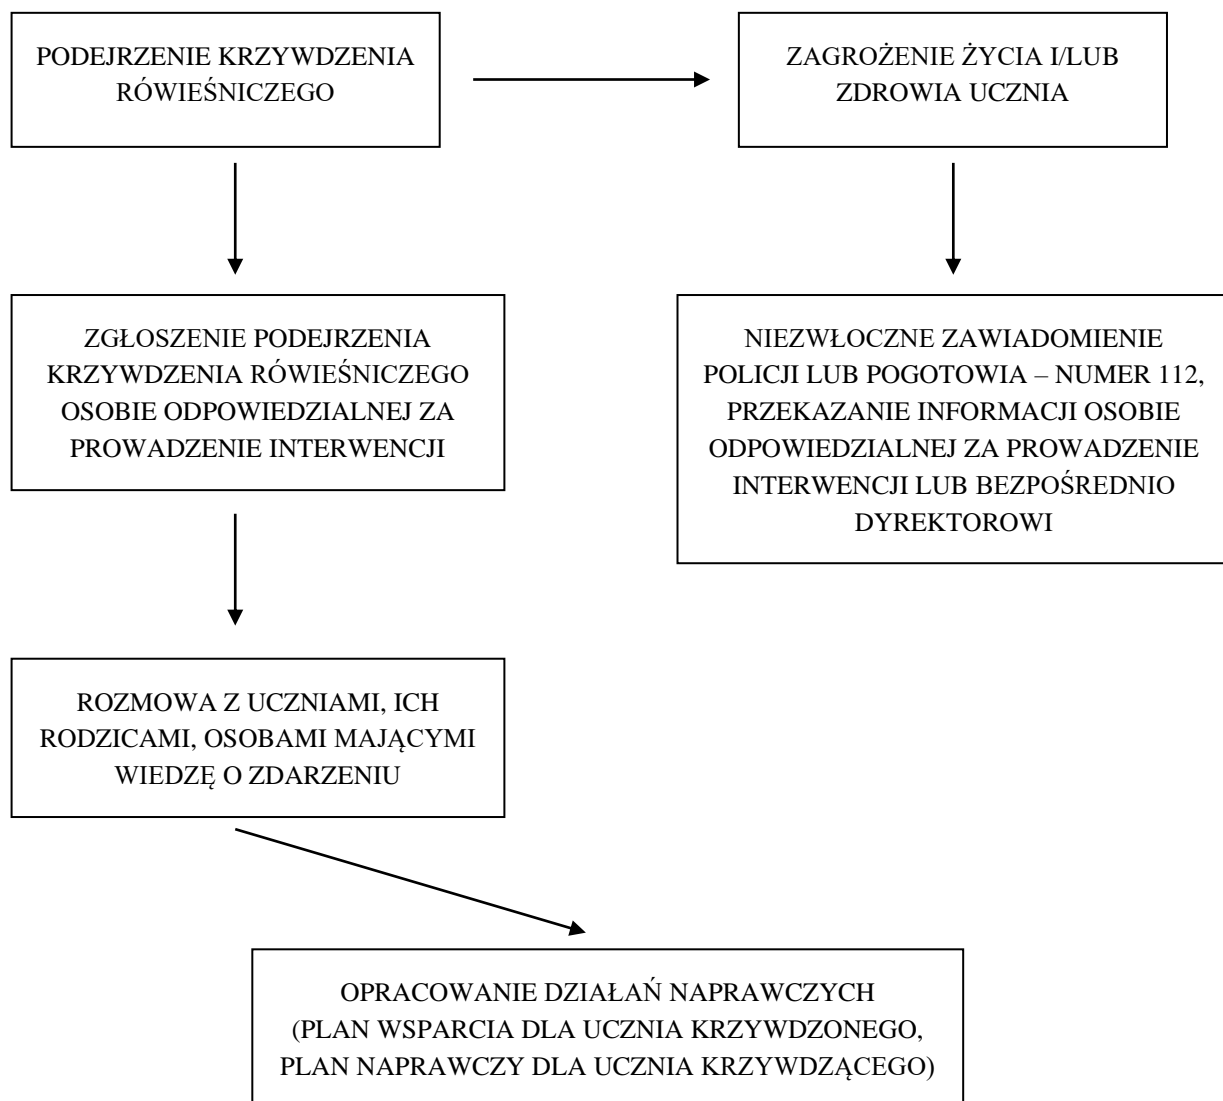 PODEJRZENIE KRZYWDZENIA
RÓWIEŚNICZEGO
ZAGROŻENIE ŻYCIA I/LUB
ZDROWIA UCZNIA
ZGŁOSZENIE PODEJRZENIA
KRZYWDZENIA RÓWIEŚNICZEGO
OSOBIE ODPOWIEDZIALNEJ ZA
PROWADZENIE INTERWENCJI
NIEZWŁOCZNE ZAWIADOMIENIE
POLICJI LUB POGOTOWIA – NUMER 112,
PRZEKAZANIE INFORMACJI OSOBIE
ODPOWIEDZIALNEJ ZA PROWADZENIE
INTERWENCJI LUB BEZPOŚREDNIO
DYREKTOROWI
ROZMOWA Z UCZNIAMI, ICH
RODZICAMI, OSOBAMI MAJĄCYMI
WIEDZĘ O ZDARZENIU
OPRACOWANIE DZIAŁAŃ NAPRAWCZYCH
(PLAN WSPARCIA DLA UCZNIA KRZYWDZONEGO,
PLAN NAPRAWCZY DLA UCZNIA KRZYWDZĄCEGO)